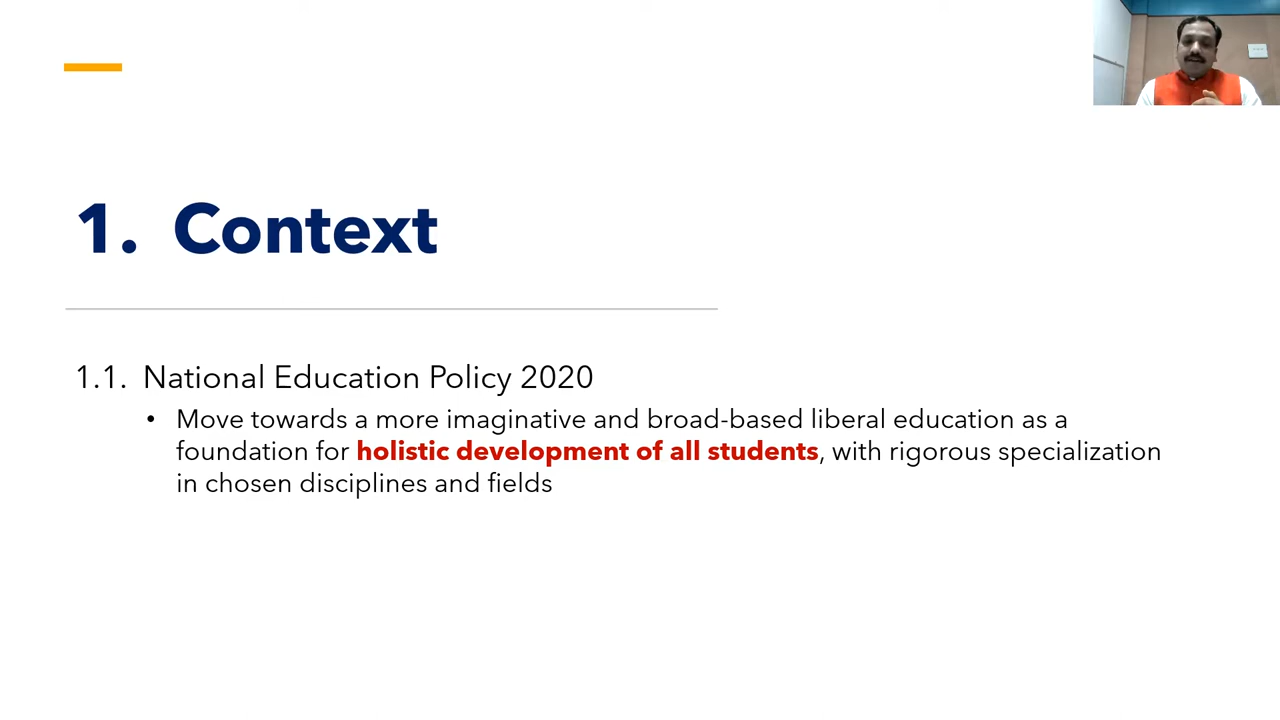 1. Context
1.1. National Education Policy 2020
• Move towards a more imaginative and broad-based liberal education as a
foundation for holistic development of all students, with rigorous specialization
in chosen disciplines and fields